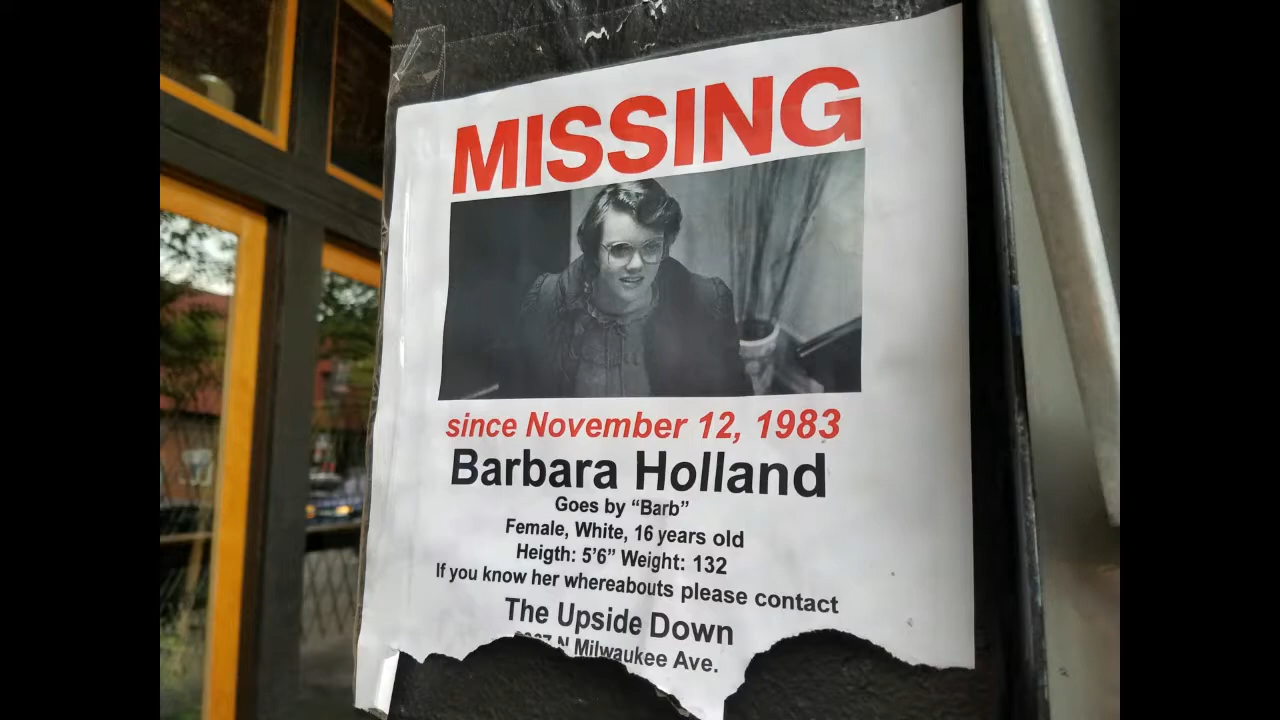 MISSING
since November 12, 1983
Barbara Holland
Goes by “Barb”
Female, White, 16 years old
Heigth: 5’6” Weight: 132
If you know her whereabouts please contact
The Upside Down
N Milwaukee Ave.